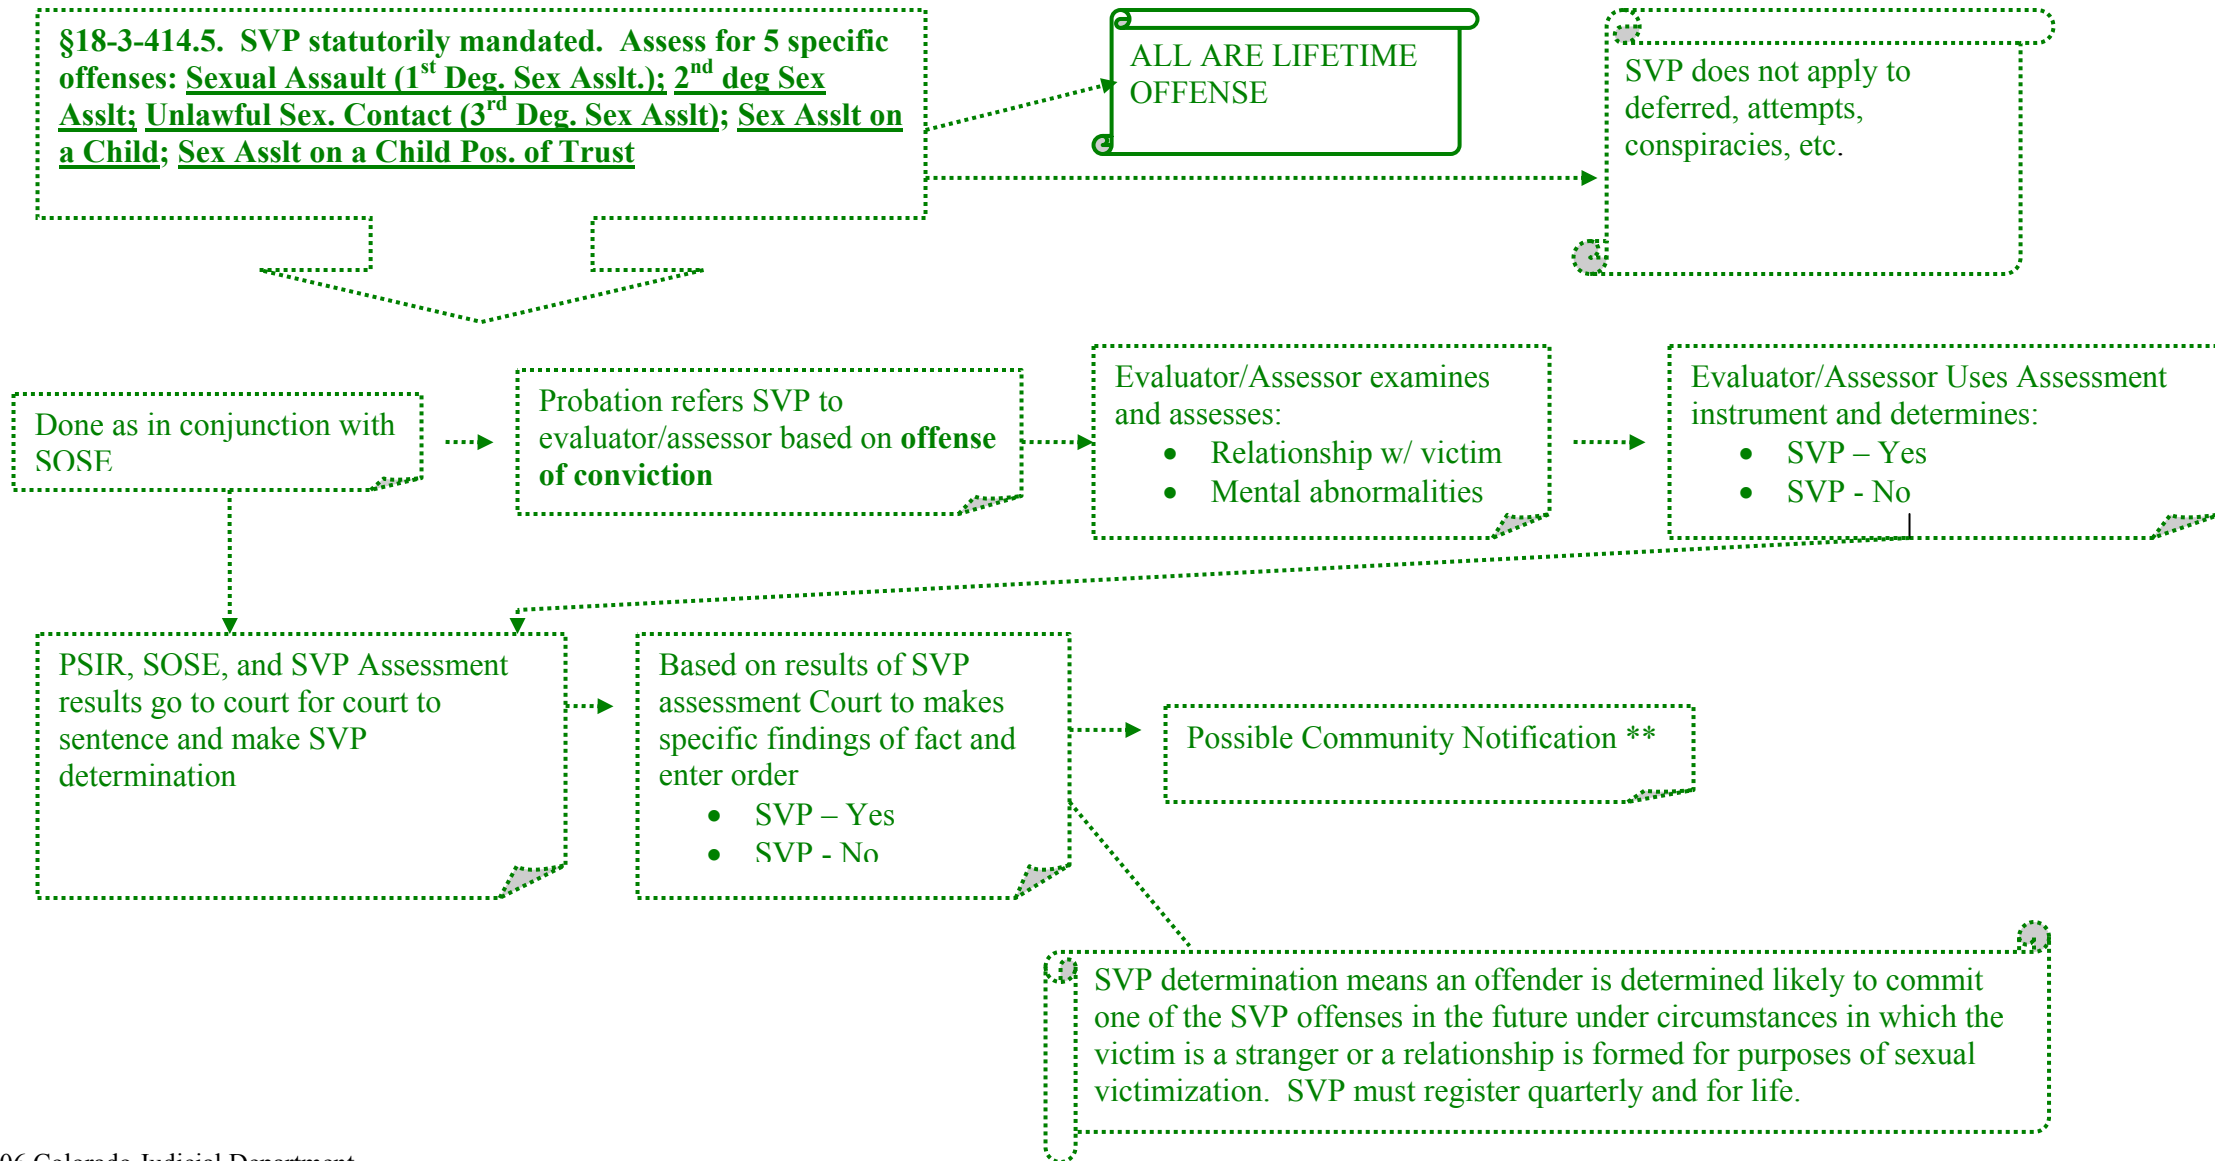 §18-3-414.5. SVP statutorily mandated. Assess for 5 specific
offenses: Sexual Assault (1st Deg. Sex Asslt.); 2nd deg Sex
Asslt; Unlawful Sex. Contact (3rd Deg. Sex Asslt); Sex Asslt on
a Child; Sex Asslt on a Child Pos. of Trust
ALL ARE LIFETIME
OFFENSE
SVP does not apply to
deferred, attempts,
conspiracies, etc.
Done as in conjunction with
SOSE
Probation refers SVP to
evaluator/assessor based on offense
of conviction
Evaluator/Assessor examines
and assesses:
• Relationship w/ victim
• Mental abnormalities
Evaluator/Assessor Uses Assessment
instrument and determines:
• SVP – Yes
• SVP - No
PSIR, SOSE, and SVP Assessment
results go to court for court to
sentence and make SVP
determination
Based on results of SVP
assessment Court to makes
specific findings of fact and
enter order
• SVP – Yes
• SVP - No
Possible Community Notification **
SVP determination means an offender is determined likely to commit
one of the SVP offenses in the future under circumstances in which the
victim is a stranger or a relationship is formed for purposes of sexual
victimization. SVP must register quarterly and for life.
06 Colorado Judicial Department